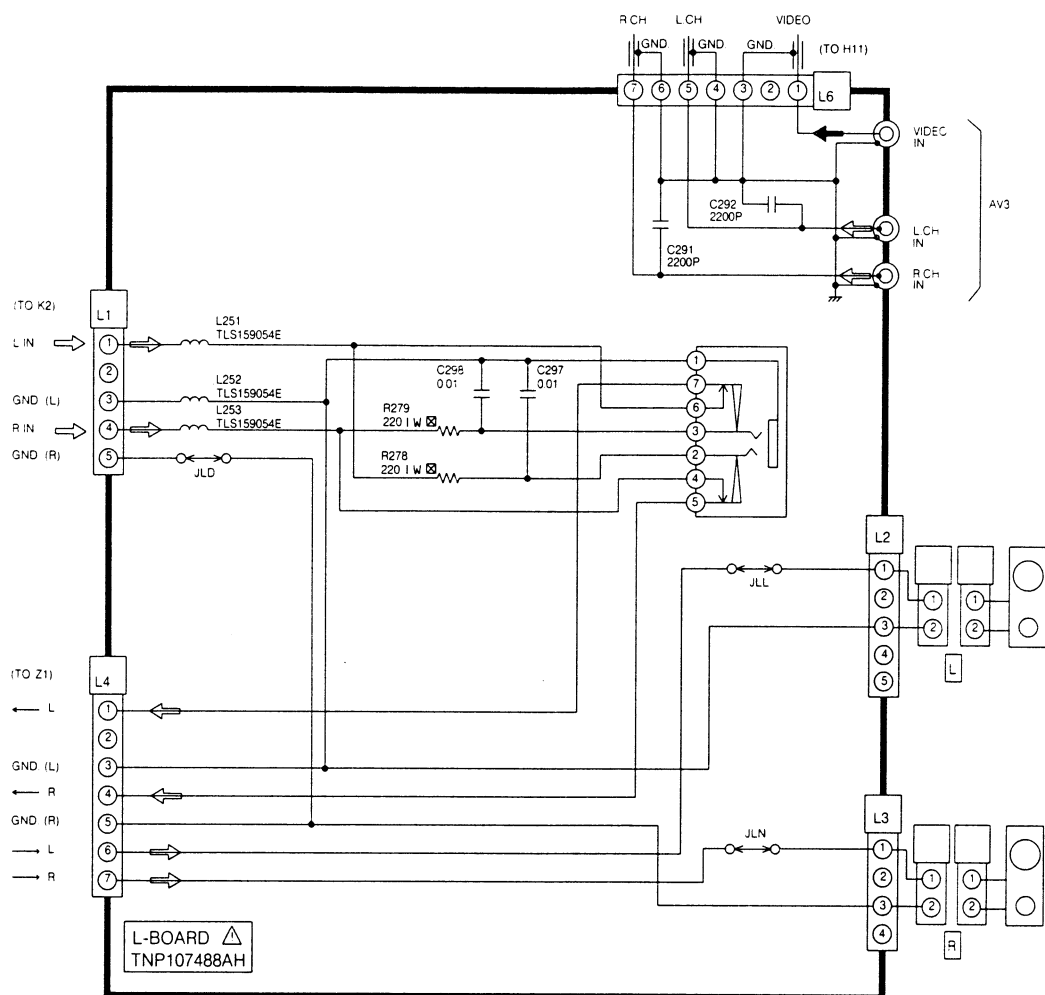 R.CH L.CH VIDEO
GND. GND. GND (TO H11)
7 6 5 4 3 2 1 L6
VIDEO IN
C292
2200P
AV3
L.CH IN
C291
2200P
R.CH IN
(TO K2)
L1
L251
TLS159054E
L IN 1
2
L252
TLS159054E
GND (L) 3
L253
TLS159054E
R IN 4
GND (R) 5
JLD
C298
0.01
C297
0.01
R279
220 1W
R278
220 1W
1
7
6
3
2
4
5
L2
1
2
3
4
5
JLL
1 1
2 2
L
(TO Z1)
L4
← L 1
2
GND (L) 3
← R 4
GND (R) 5
→ L 6
→ R 7
JLN
L3
1
2
3
4
1 1
2 2
R
L-BOARD ⚠
TNP107488AH